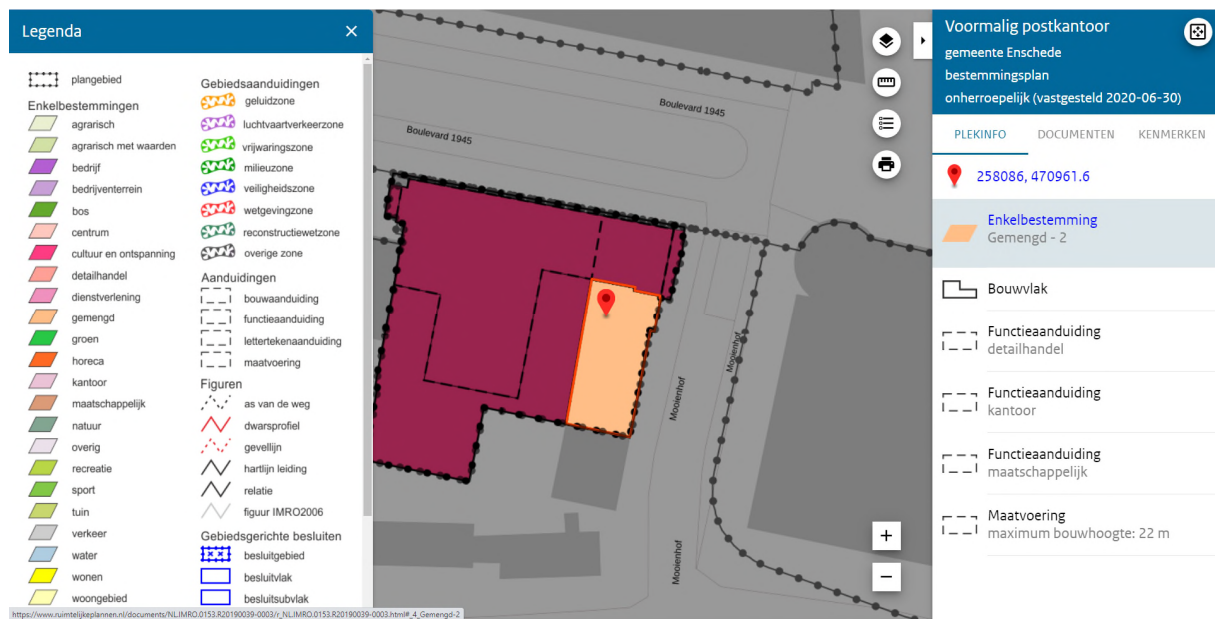 Legenda
plangebied
Enkelbestemmingen
agrarisch
agrarisch met waarden
bedrijf
bedrijventerrein
bos
centrum
cultuur en ontspanning
detailhandel
dienstverlening
gemengd
groen
horeca
kantoor
maatschappelijk
natuur
overig
recreatie
sport
tuin
verkeer
water
wonen
woongebied
Gebiedsaanduidingen
geluidzone
luchtvaartverkeerzone
vrijwaringszone
milieuzone
veiligheidszone
wetgevingzone
reconstructiewetzone
overige zone
Aanduidingen
bouwaanduiding
functieaanduiding
lettertekenaanduiding
maatvoering
Figuren
as van de weg
dwarsprofiel
gevellijn
hartlijn leiding
relatie
figuur IMRO2006
Gebiedsgerichte besluiten
besluitgebied
besluitvlak
besluitsubvlak
https://www.ruimtelijkeplannen.nl/documents/NL.IMRO.0153.R20190039-0003/r_NL.IMRO.0153.R20190039-0003.html#_4_Gemengd-2
Boulevard 1945
Boulevard 1945
Mooienhof
Mooienhof
Mooienhof
Voormalig postkantoor
gemeente Enschede
bestemmingsplan
onherroepelijk (vastgesteld 2020-06-30)
PLEKINFO DOCUMENTEN KENMERKEN
258086, 470961.6
Enkelbestemming
Gemengd - 2
Bouwvlak
Functieaanduiding
detailhandel
Functieaanduiding
kantoor
Functieaanduiding
maatschappelijk
Maatvoering
maximum bouwhoogte: 22 m